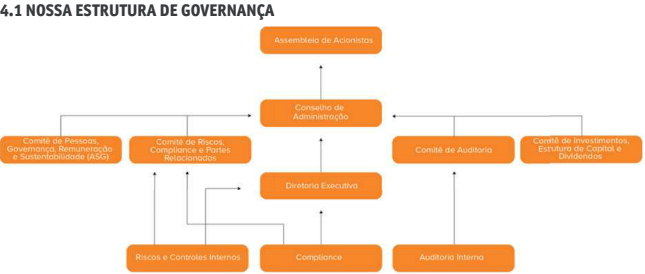 4.1 NOSSA ESTRUTURA DE GOVERNANÇA
Assembleia de Acionistas
Conselho de
Administração
Comitê de Pessoas,
Governança, Remuneração
e Sustentabilidade (ASG)
Comitê de Riscos,
Compliance e Partes
Relacionadas
Comitê de Auditoria
Comitê de Investimentos,
Estrutura de Capital e
Dividendos
Diretoria Executiva
Riscos e Controles Internos
Compliance
Auditoria Interna